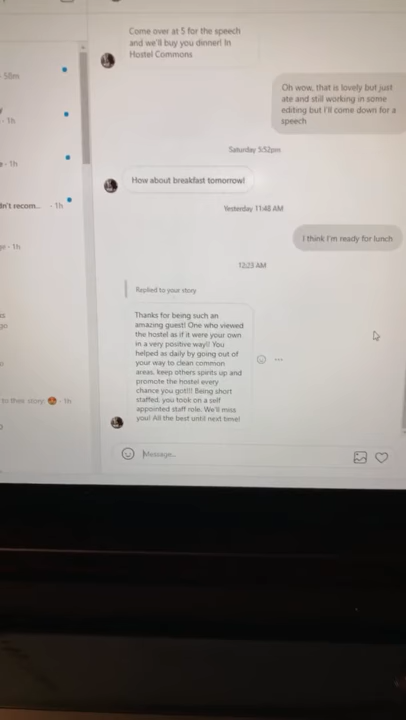 Come over at 5 for the speech
and we'll buy you dinner! In
Hostel Commons
58m
Oh wow, that is lovely but just
ate and still working in some
editing but I'll come down for a
speech
- 1h
Saturday 5:52pm
- 1h
How about breakfast tomorrow!
n't recom.. - 1h
Yesterday 11:48 AM
I think I'm ready for lunch
- 1h
12:23 AM
Replied to your story
Thanks for being such an
amazing guest! One who viewed
the hostel as if it were your own
in a very positive way!! You
helped us daily by going out of
your way to clean common
areas, keep others spirits up and
promote the hostel every
chance you got!!! Being short
staffed, you took on a self
appointed staff role. We'll miss
you! All the best until next time!
to their story: 😍 - 1h
Message...